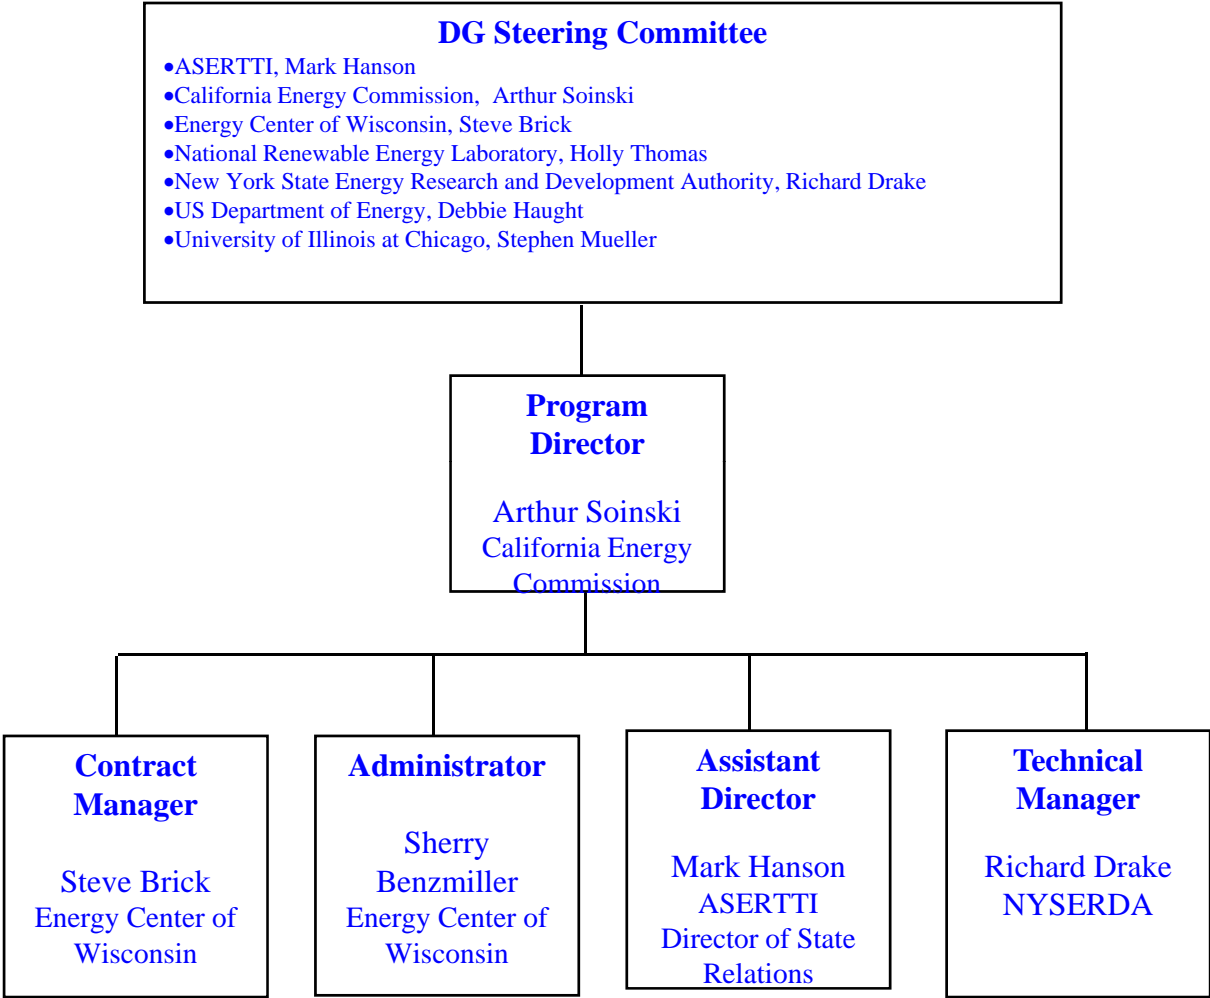 DG Steering Committee
•ASERTTI, Mark Hanson
•California Energy Commission, Arthur Soinski
•Energy Center of Wisconsin, Steve Brick
•National Renewable Energy Laboratory, Holly Thomas
•New York State Energy Research and Development Authority, Richard Drake
•US Department of Energy, Debbie Haught
•University of Illinois at Chicago, Stephen Mueller
Program
Director
Arthur Soinski
California Energy
Commission
Contract
Manager
Steve Brick
Energy Center of
Wisconsin
Administrator
Sherry
Benzmiller
Energy Center of
Wisconsin
Assistant
Director
Mark Hanson
ASERTTI
Director of State
Relations
Technical
Manager
Richard Drake
NYSERDA